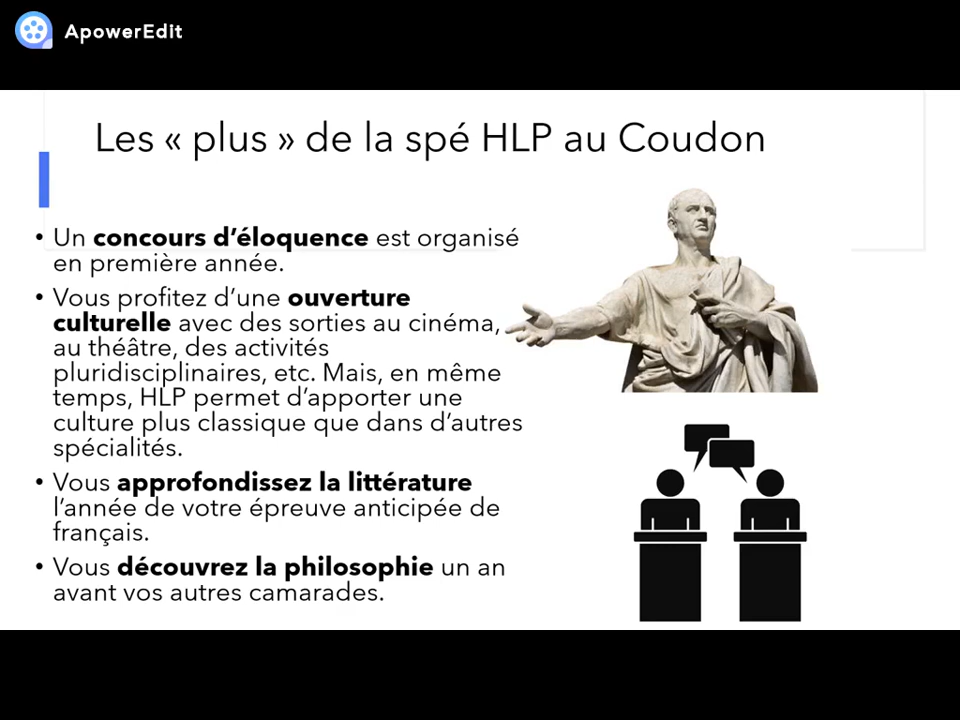 ApowerEdit
Les « plus » de la spé HLP au Coudon
• Un concours d’éloquence est organisé
en première année.
• Vous profitez d’une ouverture
culturelle avec des sorties au cinéma,
au théâtre, des activités
pluridisciplinaires, etc. Mais, en même
temps, HLP permet d’apporter une
culture plus classique que dans d’autres
spécialités.
• Vous approfondissez la littérature
l’année de votre épreuve anticipée de
français.
• Vous découvrez la philosophie un an
avant vos autres camarades.